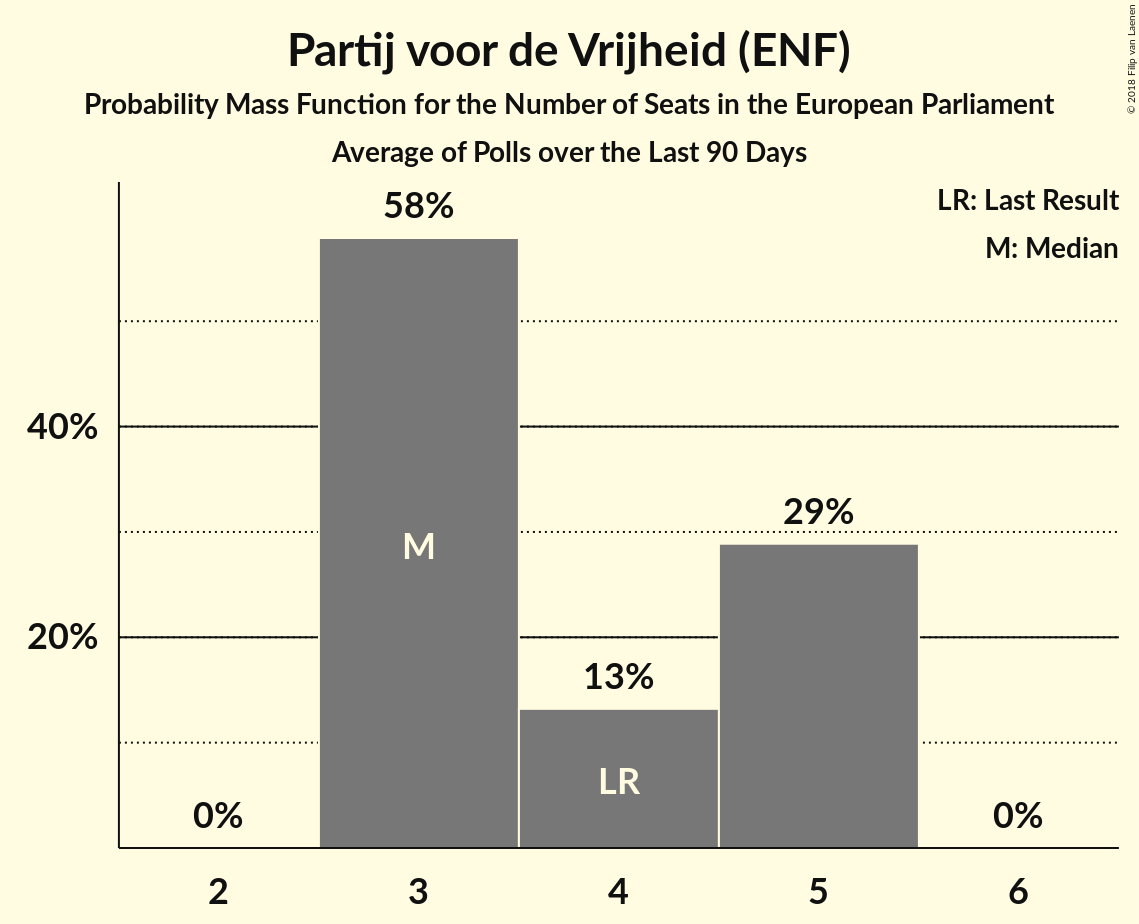 Partij voor de Vrijheid (ENF)
Probability Mass Function for the Number of Seats in the European Parliament
Average of Polls over the Last 90 Days
© 2018 Filip van Laenen
LR: Last Result
M: Median
58%
40%
29%
M
20%
13%
LR
0%
0%
2 3 4 5 6